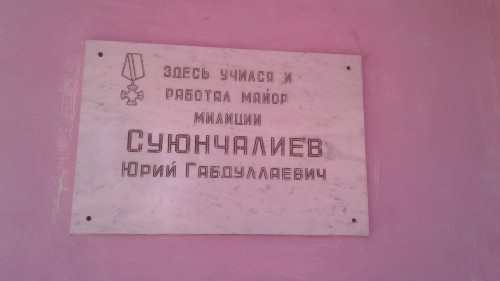 Здесь учился и
работал майор
милиции
Суюнчалиев
Юрий Габдуллаевич